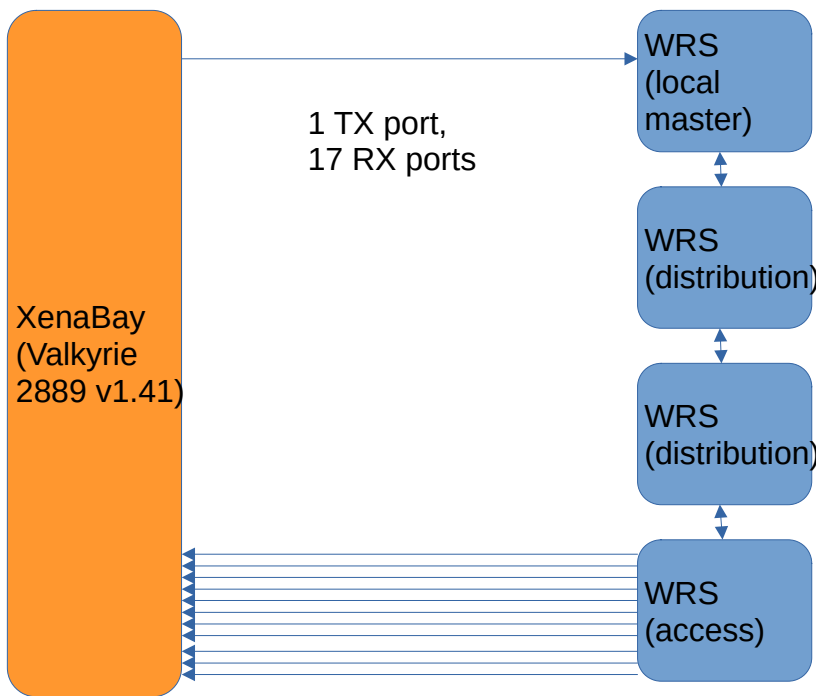 WRS
(local
master)
1 TX port,
17 RX ports
WRS
(distribution)
XenaBay
(Valkyrie
2889 v1.41)
WRS
(distribution)
WRS
(access)